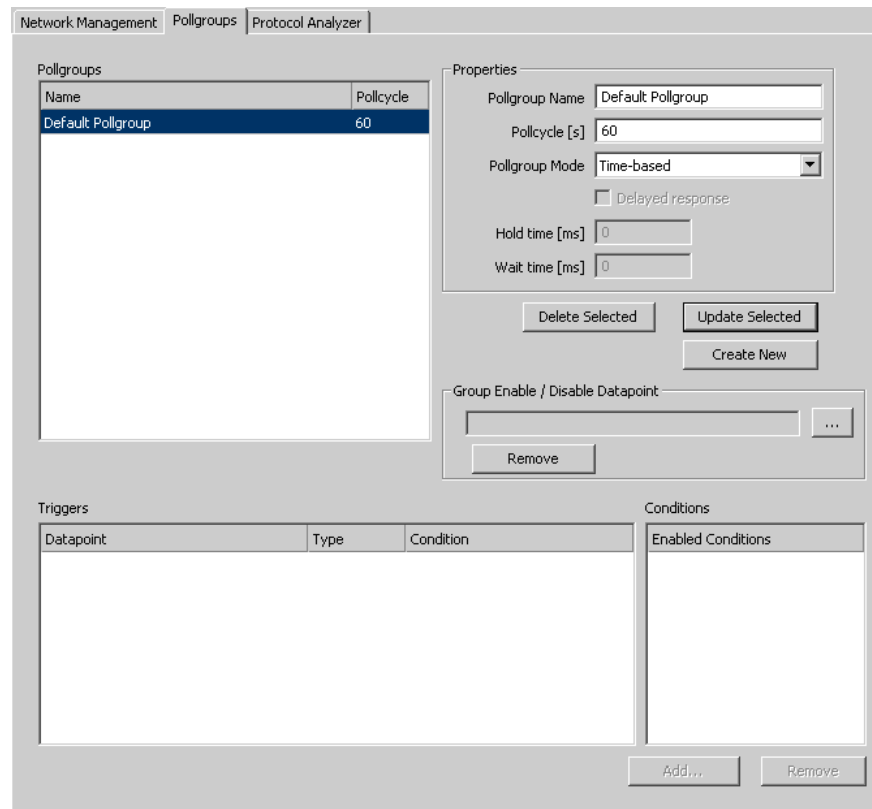 Network Management Pollgroups Protocol Analyzer
Pollgroups
Name Pollcycle
Default Pollgroup 60
Properties
Pollgroup Name Default Pollgroup
Pollcycle [s] 60
Pollgroup Mode Time-based
Delayed response
Hold time [ms] 0
Wait time [ms] 0
Delete Selected Update Selected
Create New
Group Enable / Disable Datapoint
...
Remove
Triggers
Datapoint Type Condition
Conditions
Enabled Conditions
Add... Remove